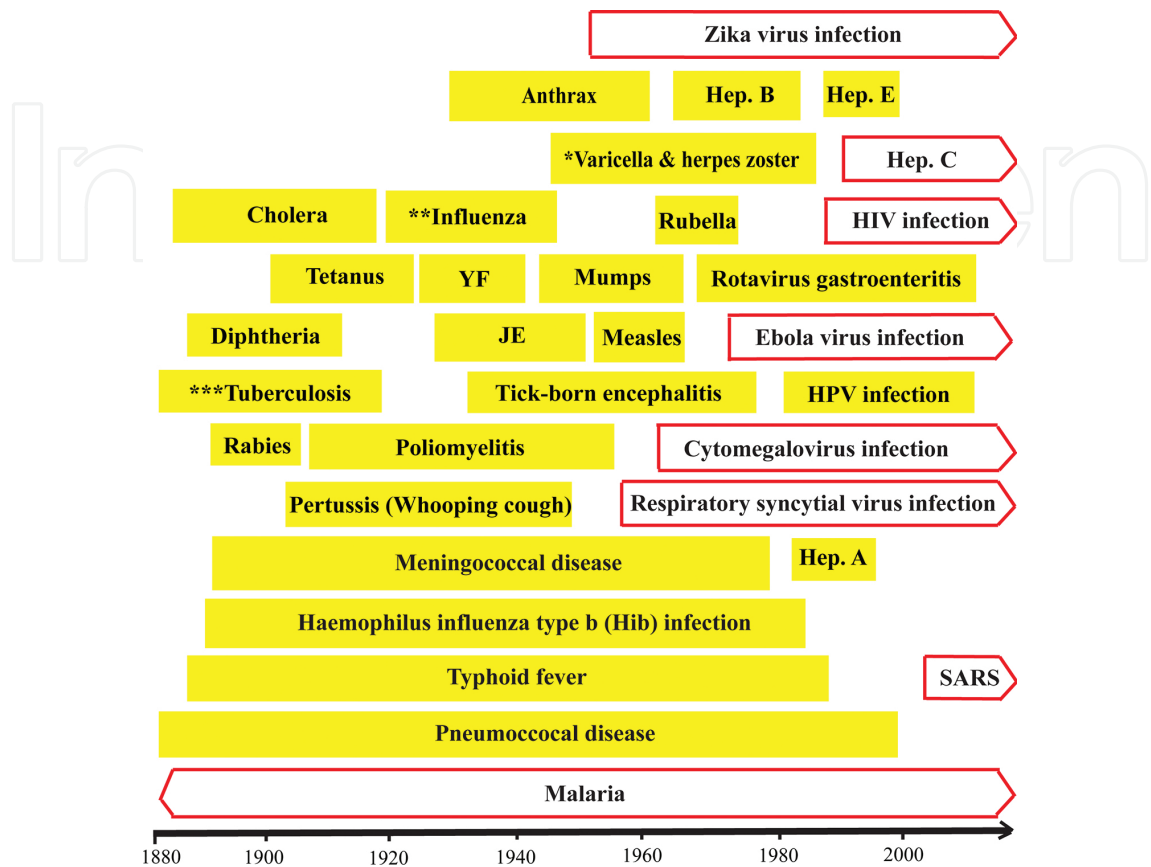 Zika virus infection
Anthrax
Hep. B
Hep. E
*Varicella & herpes zoster
Hep. C
Cholera
**Influenza
Rubella
HIV infection
Tetanus
YF
Mumps
Rotavirus gastroenteritis
Diphtheria
JE
Measles
Ebola virus infection
***Tuberculosis
Tick-born encephalitis
HPV infection
Rabies
Poliomyelitis
Cytomegalovirus infection
Pertussis (Whooping cough)
Respiratory syncytial virus infection
Meningococcal disease
Hep. A
Haemophilus influenza type b (Hib) infection
Typhoid fever
SARS
Pneumoccocal disease
Malaria
1880 1900 1920 1940 1960 1980 2000